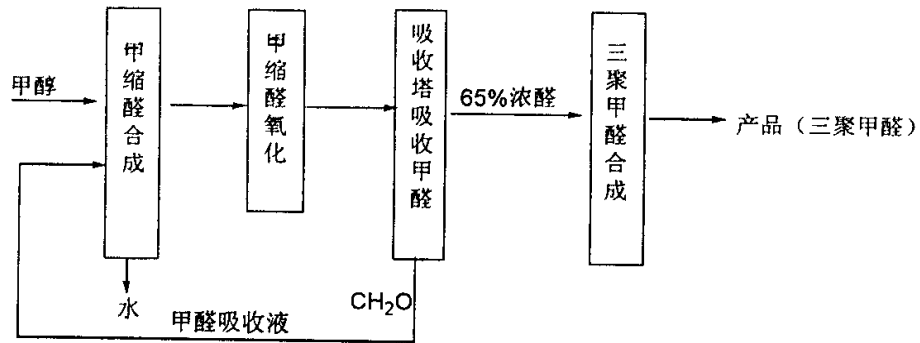 甲醇
甲缩醛合成
甲缩醛氧化
吸收塔吸收甲醛
65%浓醛
三聚甲醛合成
产品（三聚甲醛）
水
CH₂O
甲醛吸收液